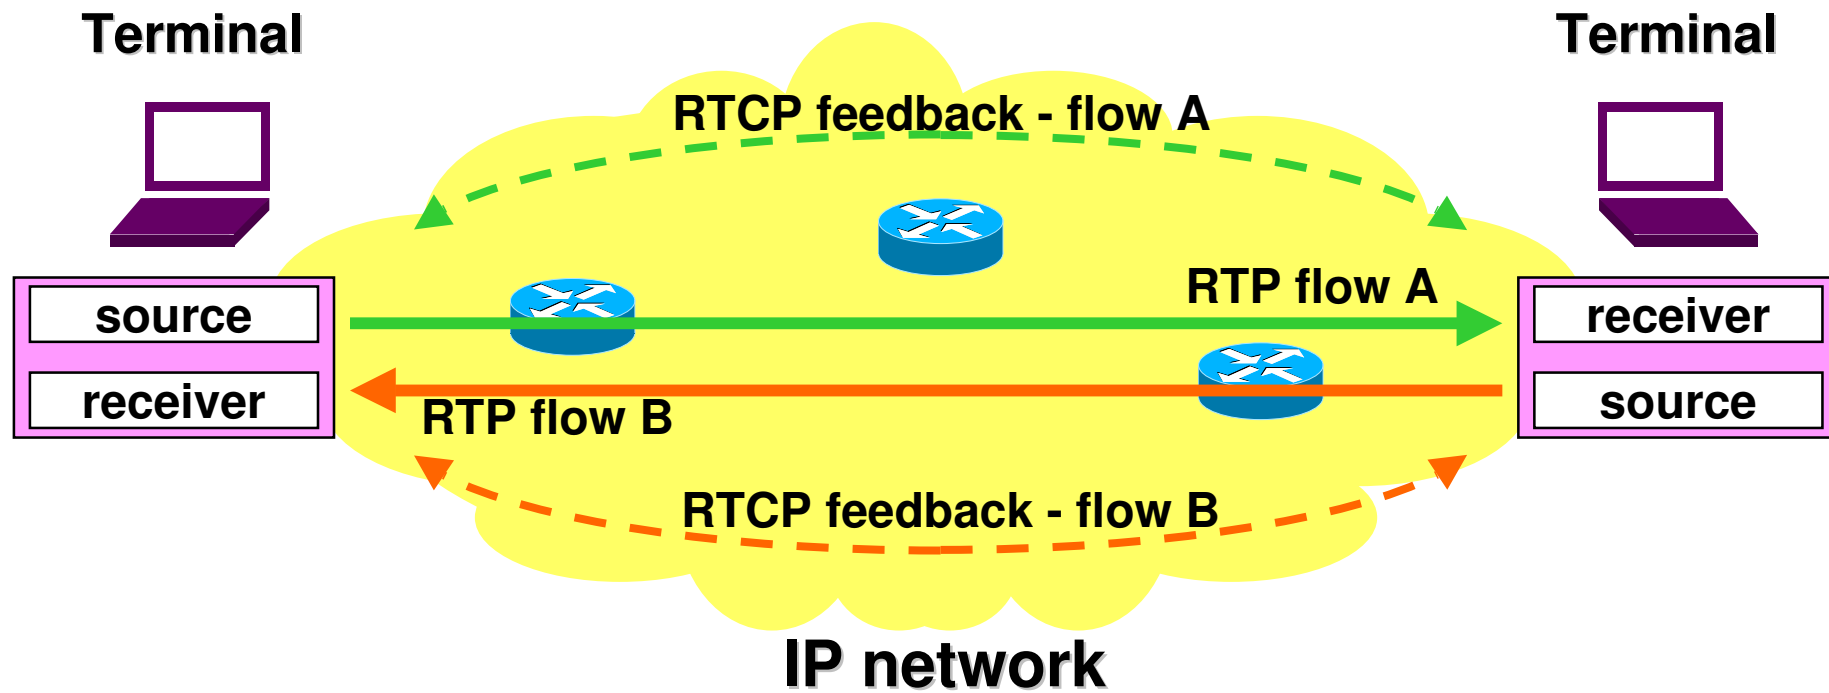 Terminal
Terminal
RTCP feedback - flow A
RTP flow A
source
receiver
receiver
source
RTP flow B
RTCP feedback - flow B
IP network